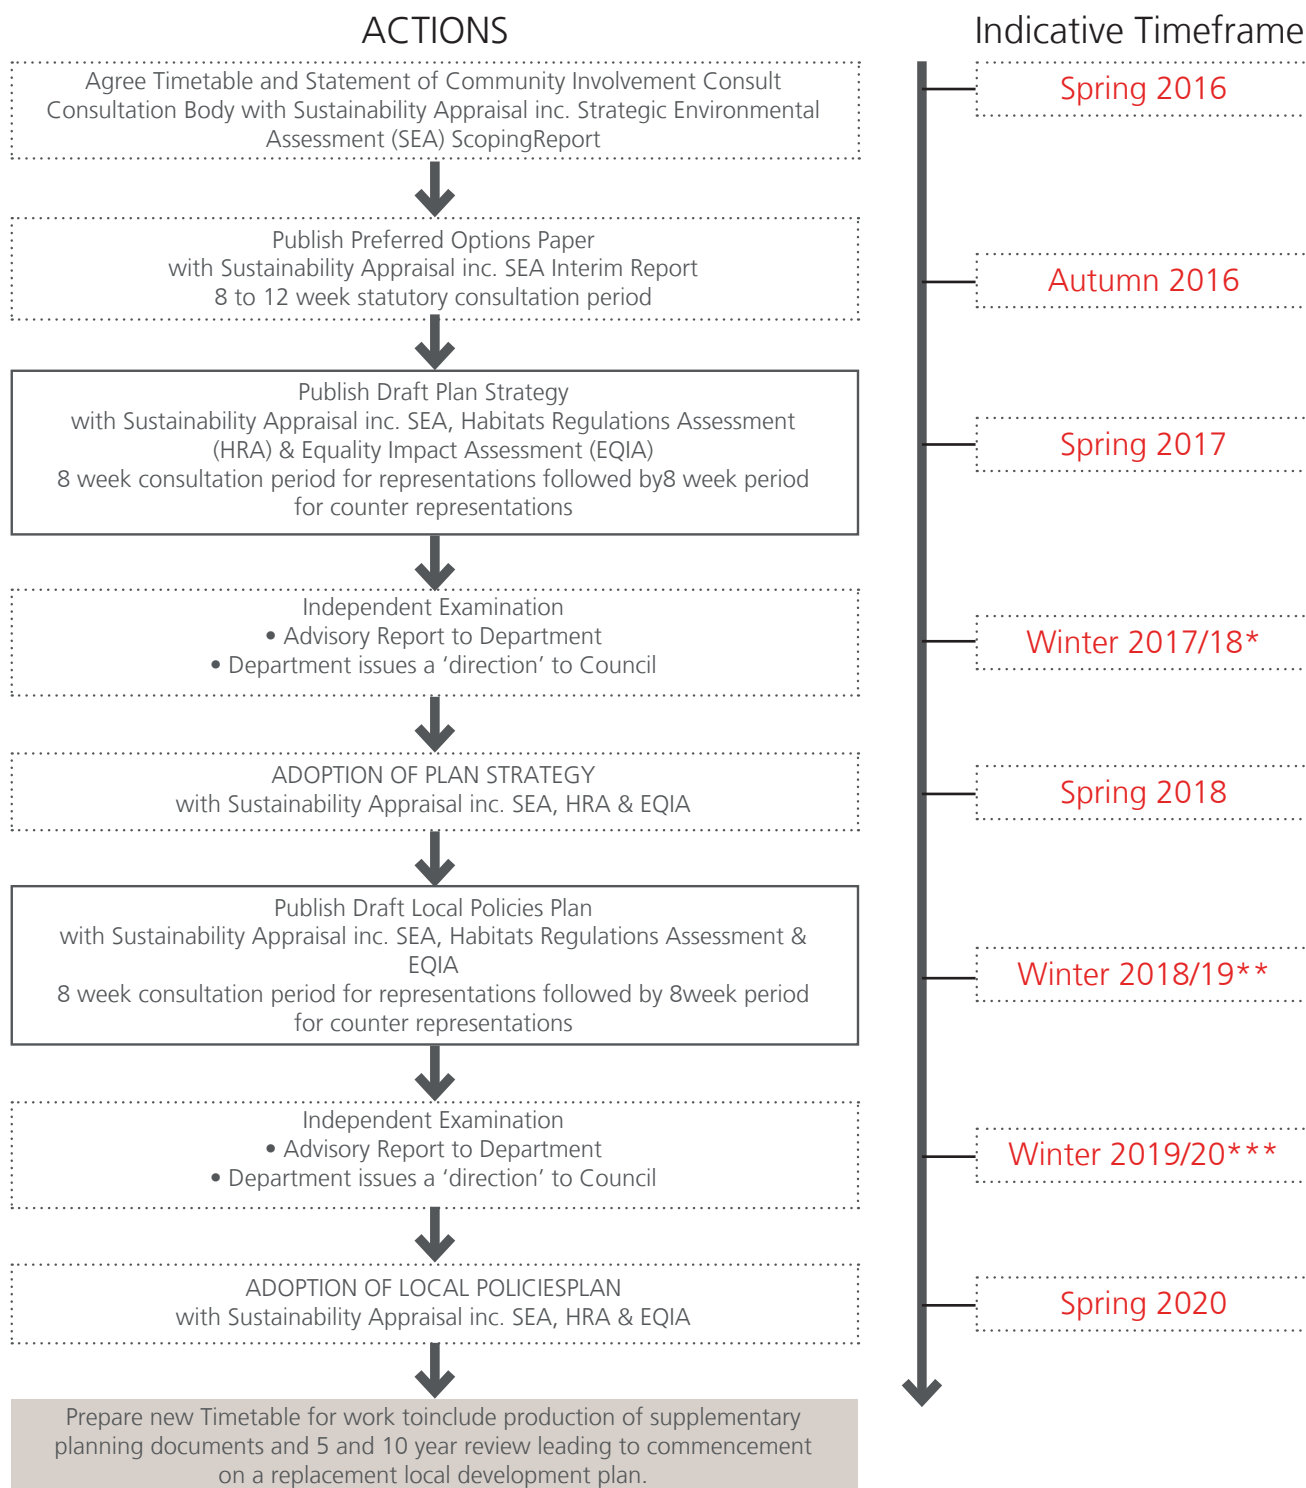 ACTIONS
Indicative Timeframe
Agree Timetable and Statement of Community Involvement Consult
Consultation Body with Sustainability Appraisal inc. Strategic Environmental
Assessment (SEA) ScopingReport
Spring 2016
Publish Preferred Options Paper
with Sustainability Appraisal inc. SEA Interim Report
8 to 12 week statutory consultation period
Autumn 2016
Publish Draft Plan Strategy
with Sustainability Appraisal inc. SEA, Habitats Regulations Assessment
(HRA) & Equality Impact Assessment (EQIA)
8 week consultation period for representations followed by8 week period
for counter representations
Spring 2017
Independent Examination
• Advisory Report to Department
• Department issues a ‘direction’ to Council
Winter 2017/18*
ADOPTION OF PLAN STRATEGY
with Sustainability Appraisal inc. SEA, HRA & EQIA
Spring 2018
Publish Draft Local Policies Plan
with Sustainability Appraisal inc. SEA, Habitats Regulations Assessment &
EQIA
8 week consultation period for representations followed by 8week period
for counter representations
Winter 2018/19**
Independent Examination
• Advisory Report to Department
• Department issues a ‘direction’ to Council
Winter 2019/20***
ADOPTION OF LOCAL POLICIESPLAN
with Sustainability Appraisal inc. SEA, HRA & EQIA
Spring 2020
Prepare new Timetable for work toinclude production of supplementary
planning documents and 5 and 10 year review leading to commencement
on a replacement local development plan.